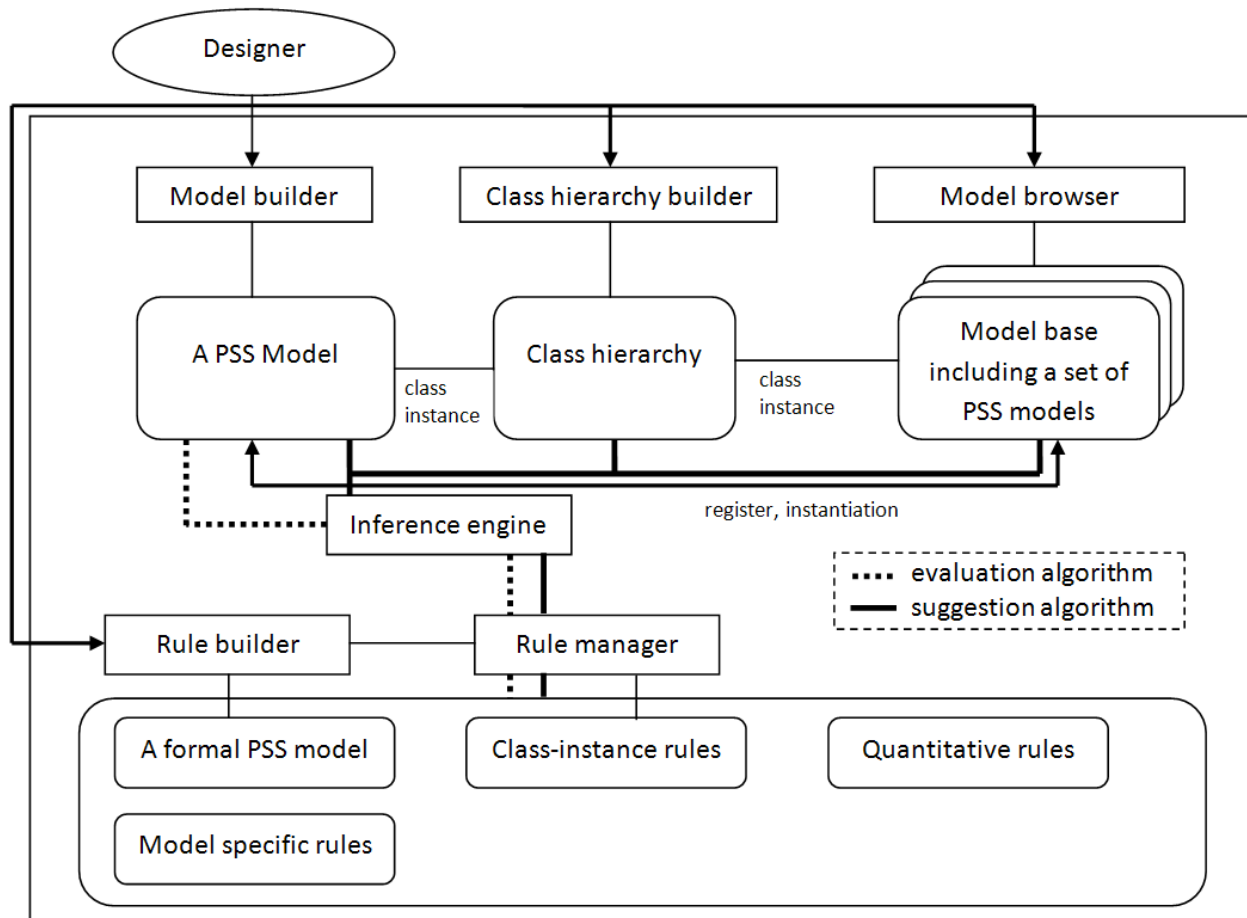 Designer
Model builder
Class hierarchy builder
Model browser
A PSS Model
Class hierarchy
Model base
including a set of
PSS models
class
instance
class
instance
register, instantiation
Inference engine
evaluation algorithm
suggestion algorithm
Rule builder
Rule manager
A formal PSS model
Class-instance rules
Quantitative rules
Model specific rules